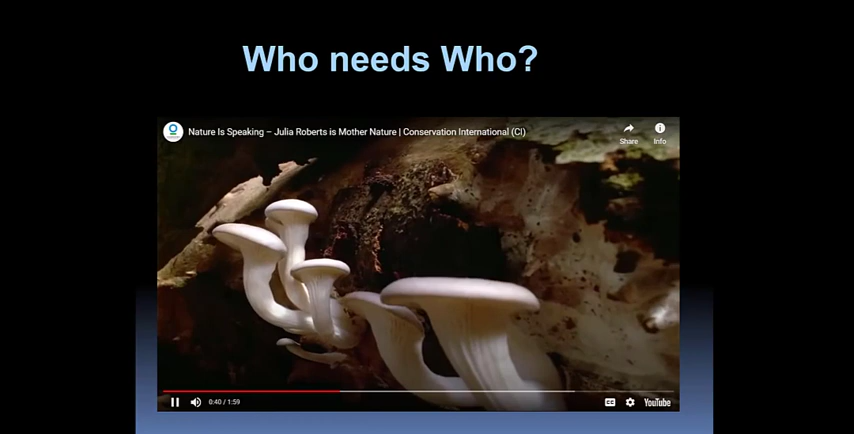 Who needs Who?
Nature Is Speaking – Julia Roberts is Mother Nature | Conservation International (CI)
Share
Info
0:40 / 1:59
CC
YouTube